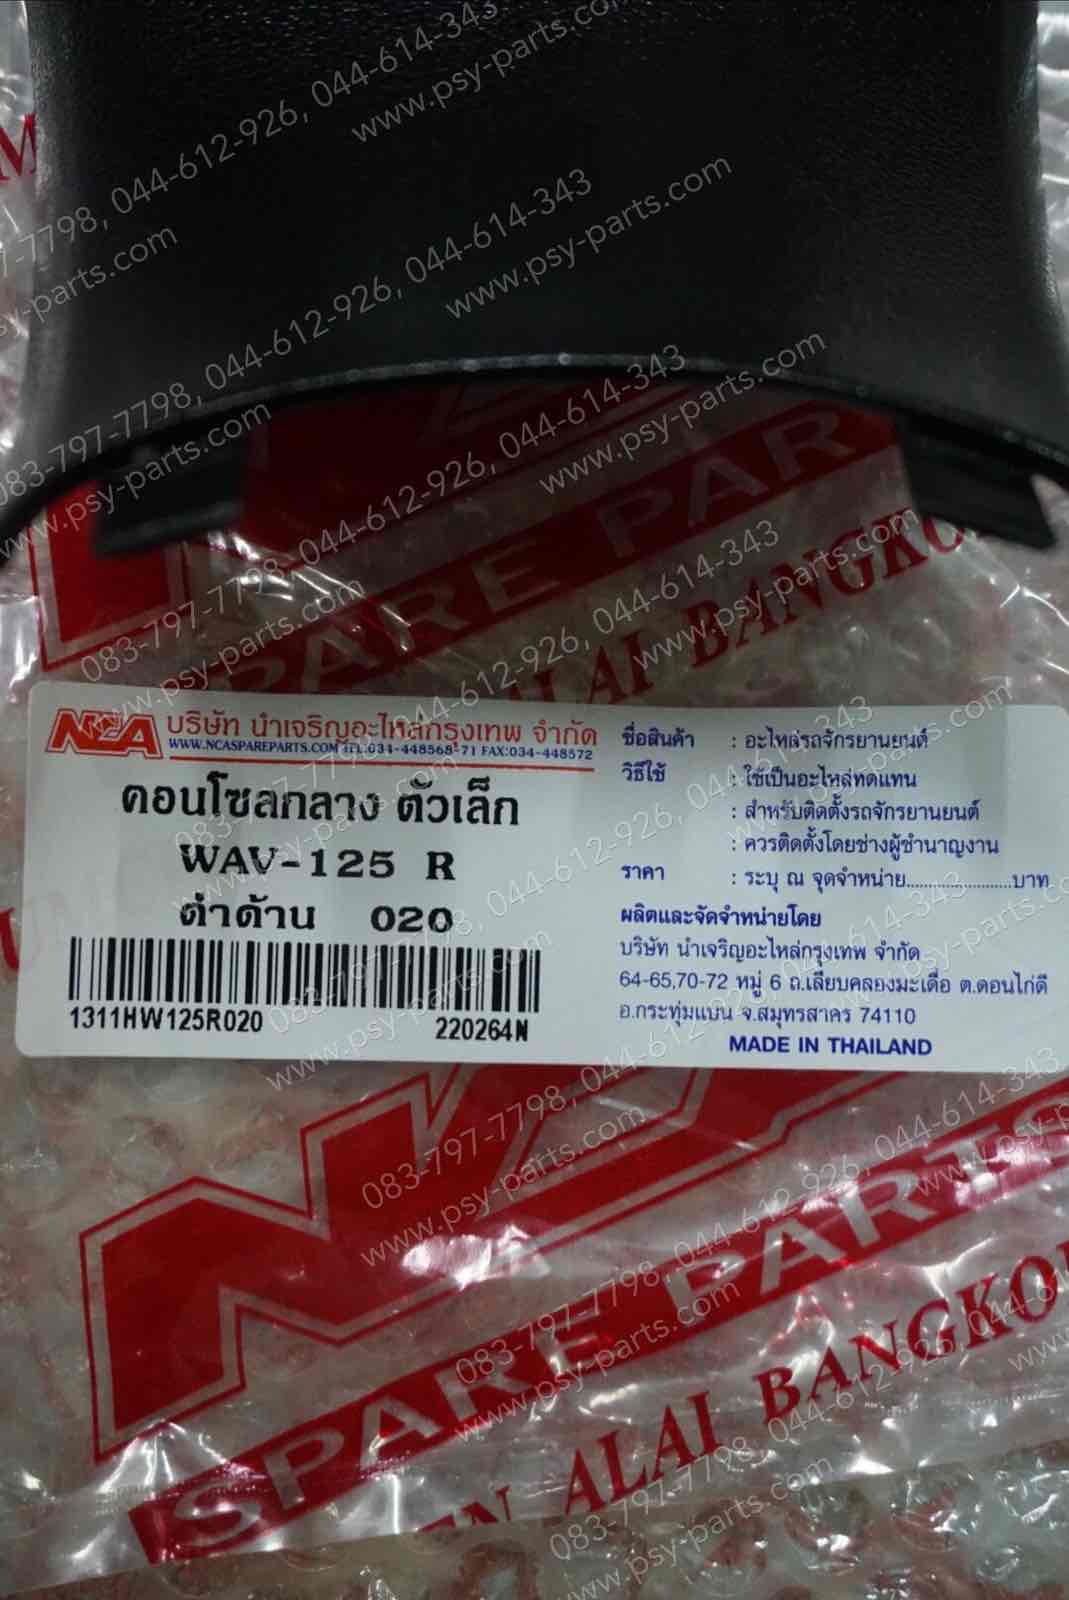 083-797-7798, 044-612-926, 044-614-343
www.psy-parts.com
SPARE PARTS
ALAI BANGKOK
NCA บริษัท นำเจริญอะไหล่กรุงเทพ จำกัด
WWW.NCASPAREPARTS.COM TEL:034-448568-71 FAX:034-448572
คอนโซลกลาง ตัวเล็ก
WAV-125 R
ดำด้าน 020
1311HW125R020 220264N
ชื่อสินค้า : อะไหล่รถจักรยานยนต์
วิธีใช้ : ใช้เป็นอะไหล่ทดแทน
: สำหรับติดตั้งรถจักรยานยนต์
: ควรติดตั้งโดยช่างผู้ชำนาญงาน
ราคา : ระบุ ณ จุดจำหน่าย........................บาท
ผลิตและจัดจำหน่ายโดย
บริษัท นำเจริญอะไหล่กรุงเทพ จำกัด
64-65,70-72 หมู่ 6 ถ.เลียบคลองมะเดื่อ ต.ดอนไก่ดี
อ.กระทุ่มแบน จ.สมุทรสาคร 74110
MADE IN THAILAND
SPARE PARTS
ALAI BANGKOK